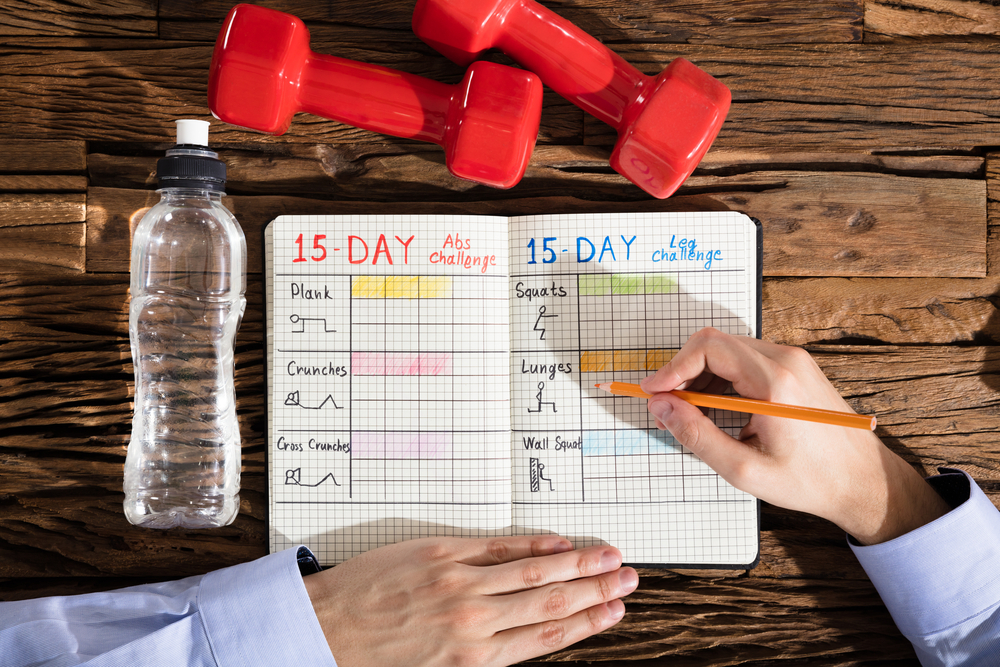 15-DAY Abs challenge
Plank
Crunches
Cross Crunches
15-DAY Leg challenge
Squats
Lunges
Wall Squat